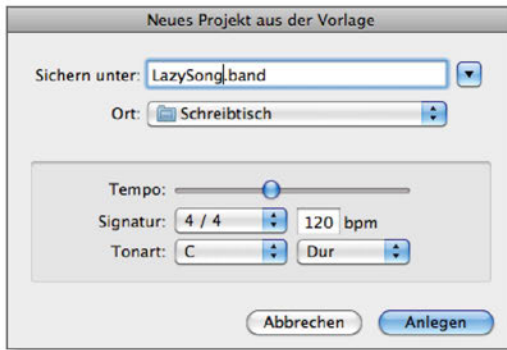 Neues Projekt aus der Vorlage
Sichern unter: LazySong.band
Ort: Schreibtisch
Tempo:
Signatur: 4 / 4 120 bpm
Tonart: C Dur
Abbrechen Anlegen